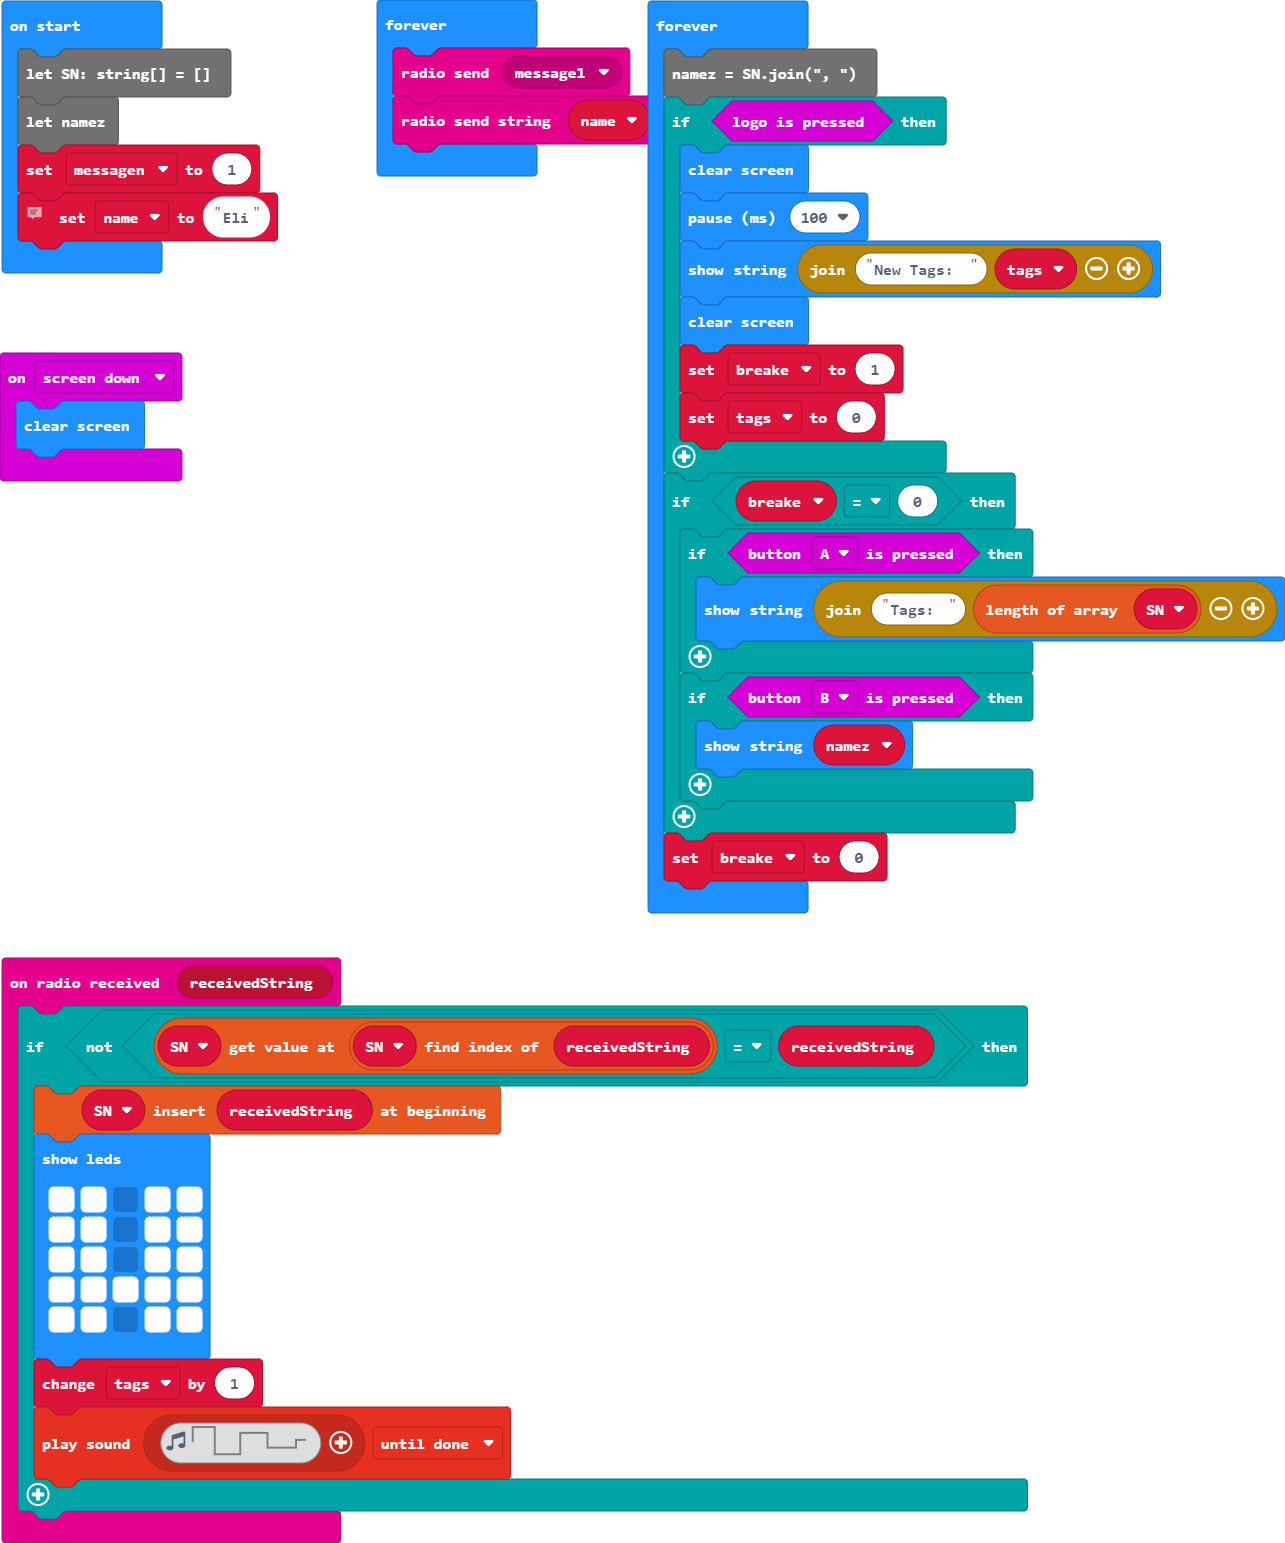 on start
let SN: string[] = []
let namez
set messagen to 1
set name to "Eli"
forever
radio send message1
radio send string name
forever
namez = SN.join(", ")
if logo is pressed then
clear screen
pause (ms) 100
show string join "New Tags: " tags
clear screen
set breake to 1
set tags to 0
if breake = 0 then
if button A is pressed then
show string join "Tags: " length of array SN
if button B is pressed then
show string namez
set breake to 0
on screen down
clear screen
on radio received receivedString
if not SN get value at SN find index of receivedString = receivedString then
SN insert receivedString at beginning
show leds
change tags by 1
play sound until done